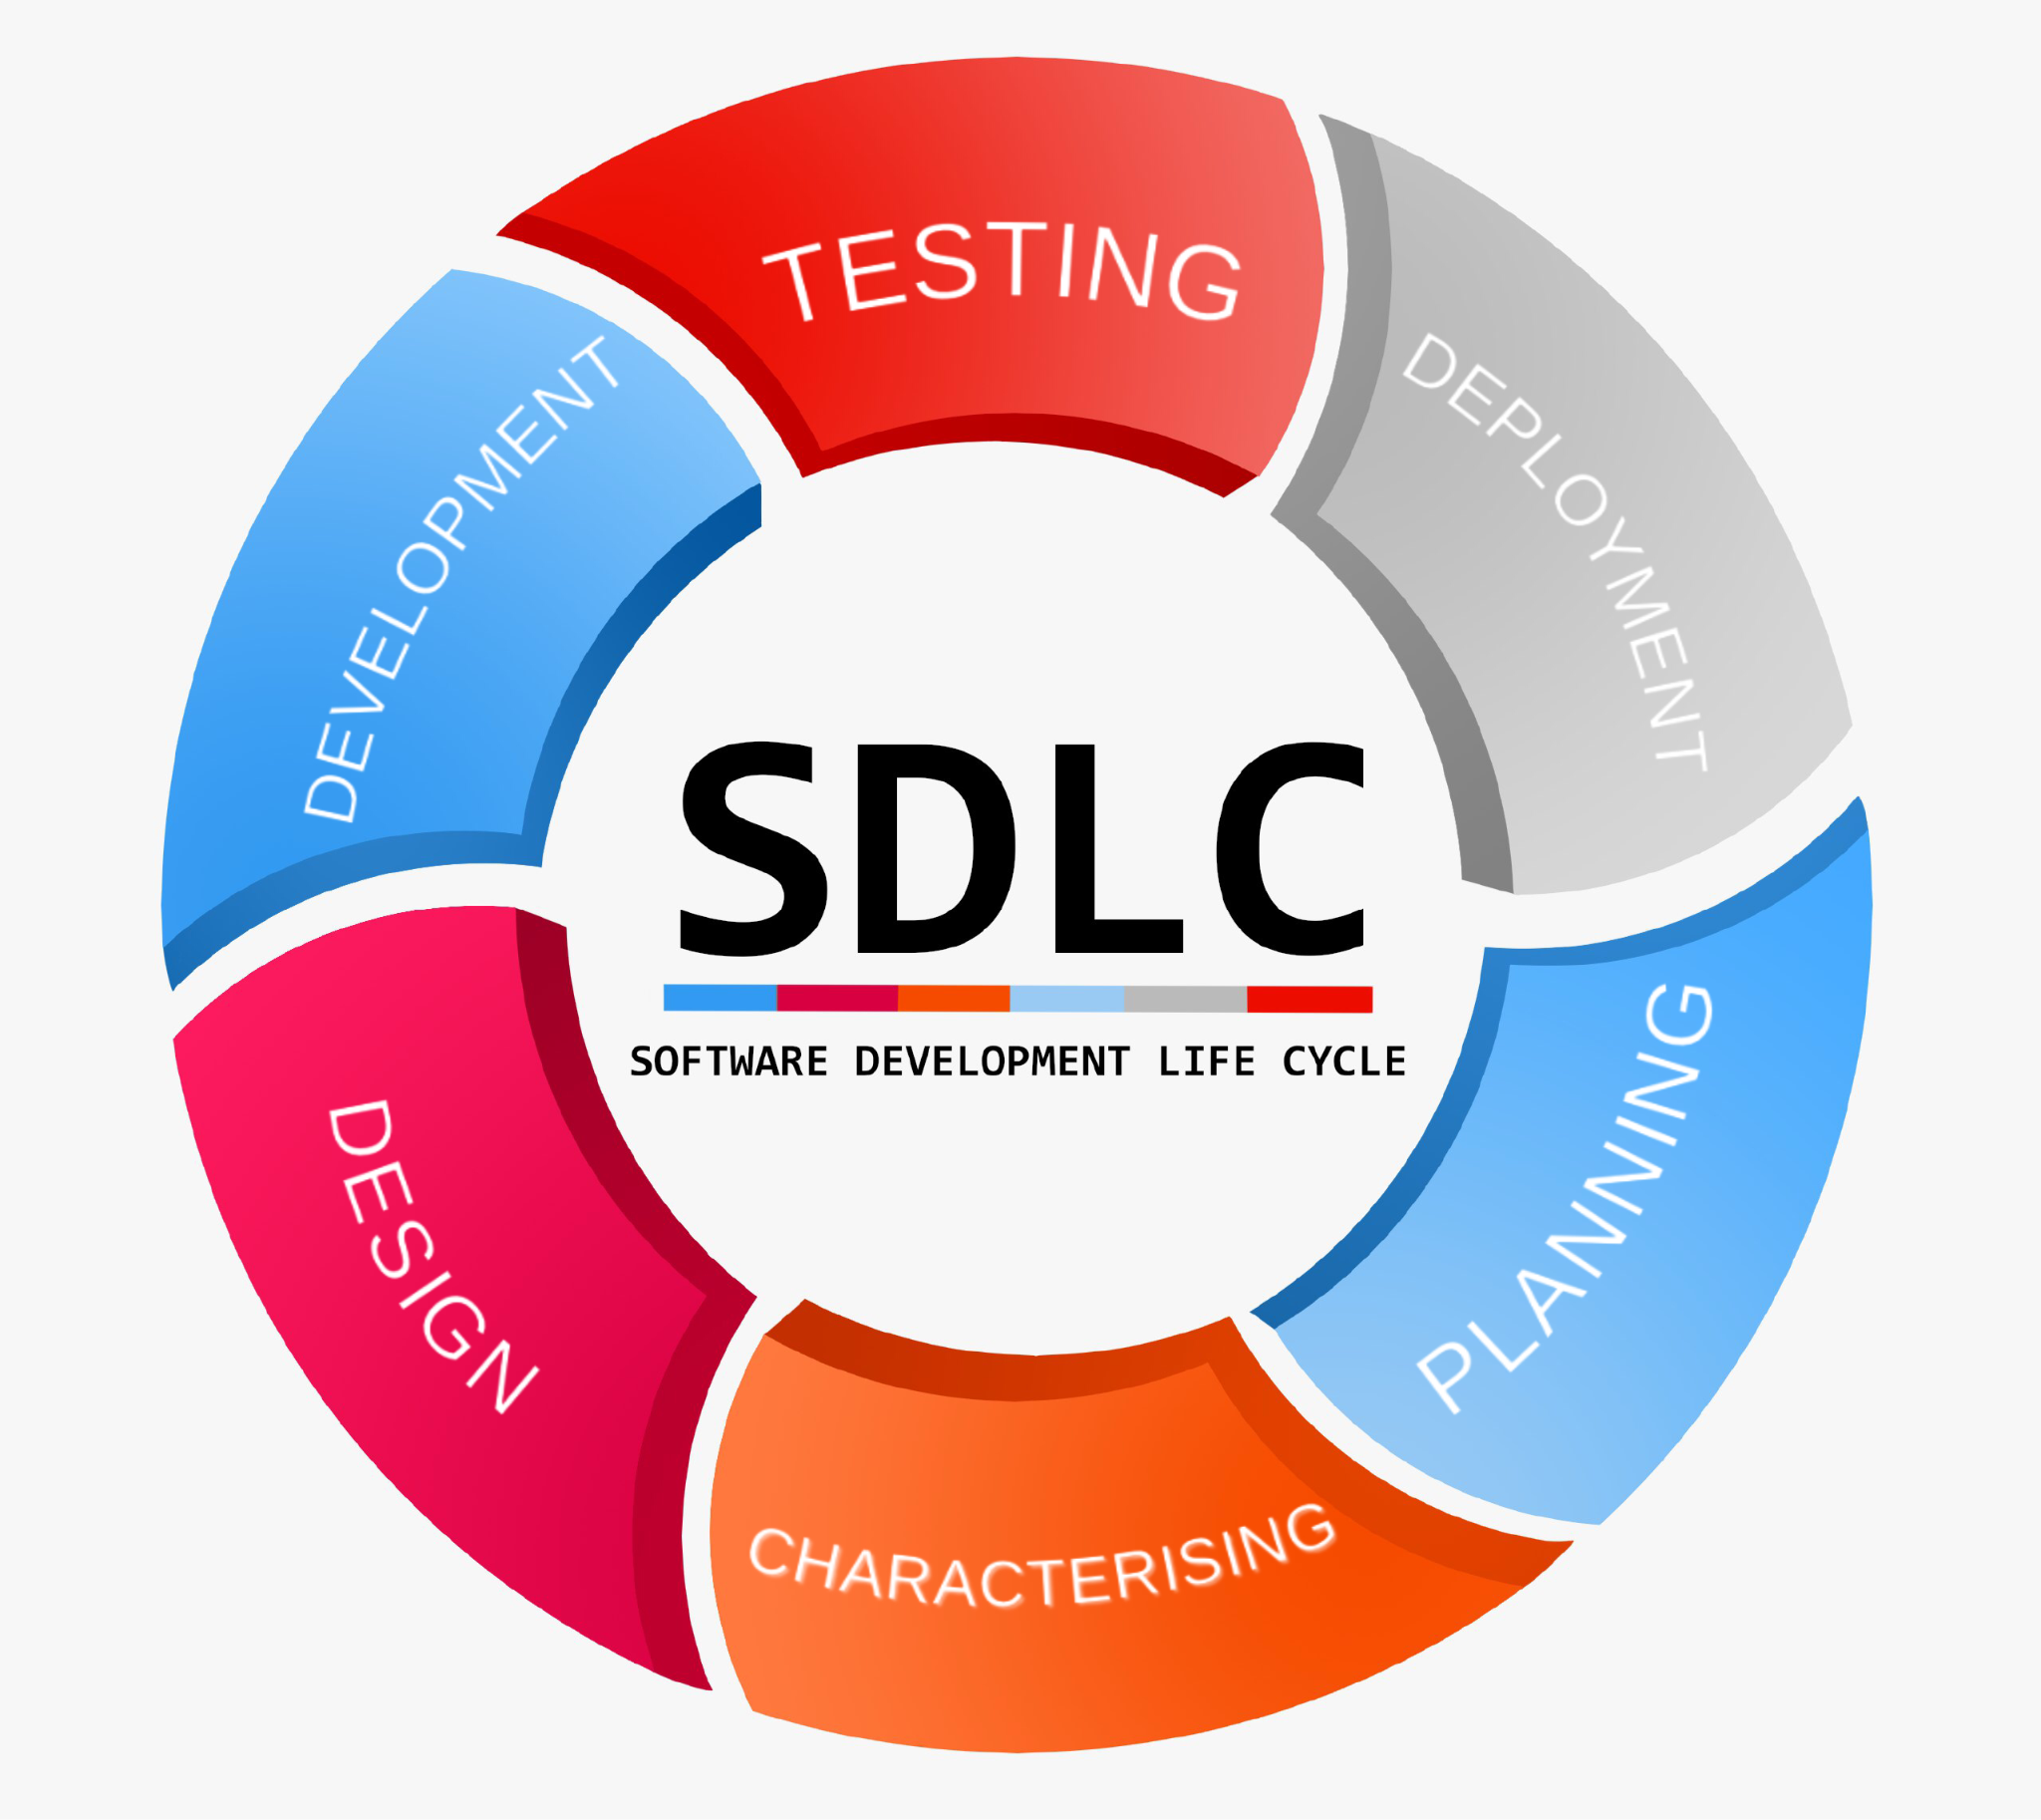 TESTING
DEPLOYMENT
PLANNING
CHARACTERISING
DESIGN
DEVELOPMENT
SDLC
SOFTWARE DEVELOPMENT LIFE CYCLE